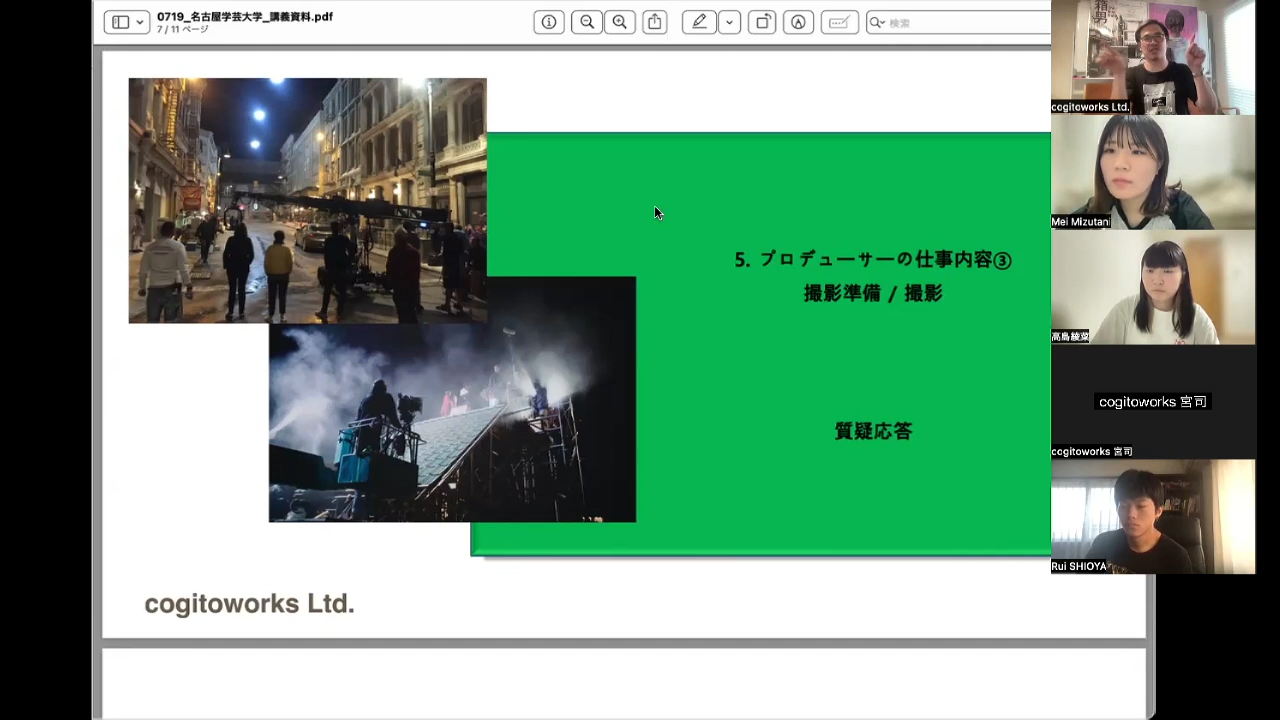 0719_名古屋学芸大学_講義資料.pdf
7 / 11 ページ
検索
5. プロデューサーの仕事内容③
撮影準備 / 撮影
質疑応答
cogitoworks Ltd.
箱男
cogitoworks Ltd.
Mei Mizutani
高島綾菜
cogitoworks 宮司
cogitoworks 宮司
Rui SHIOYA